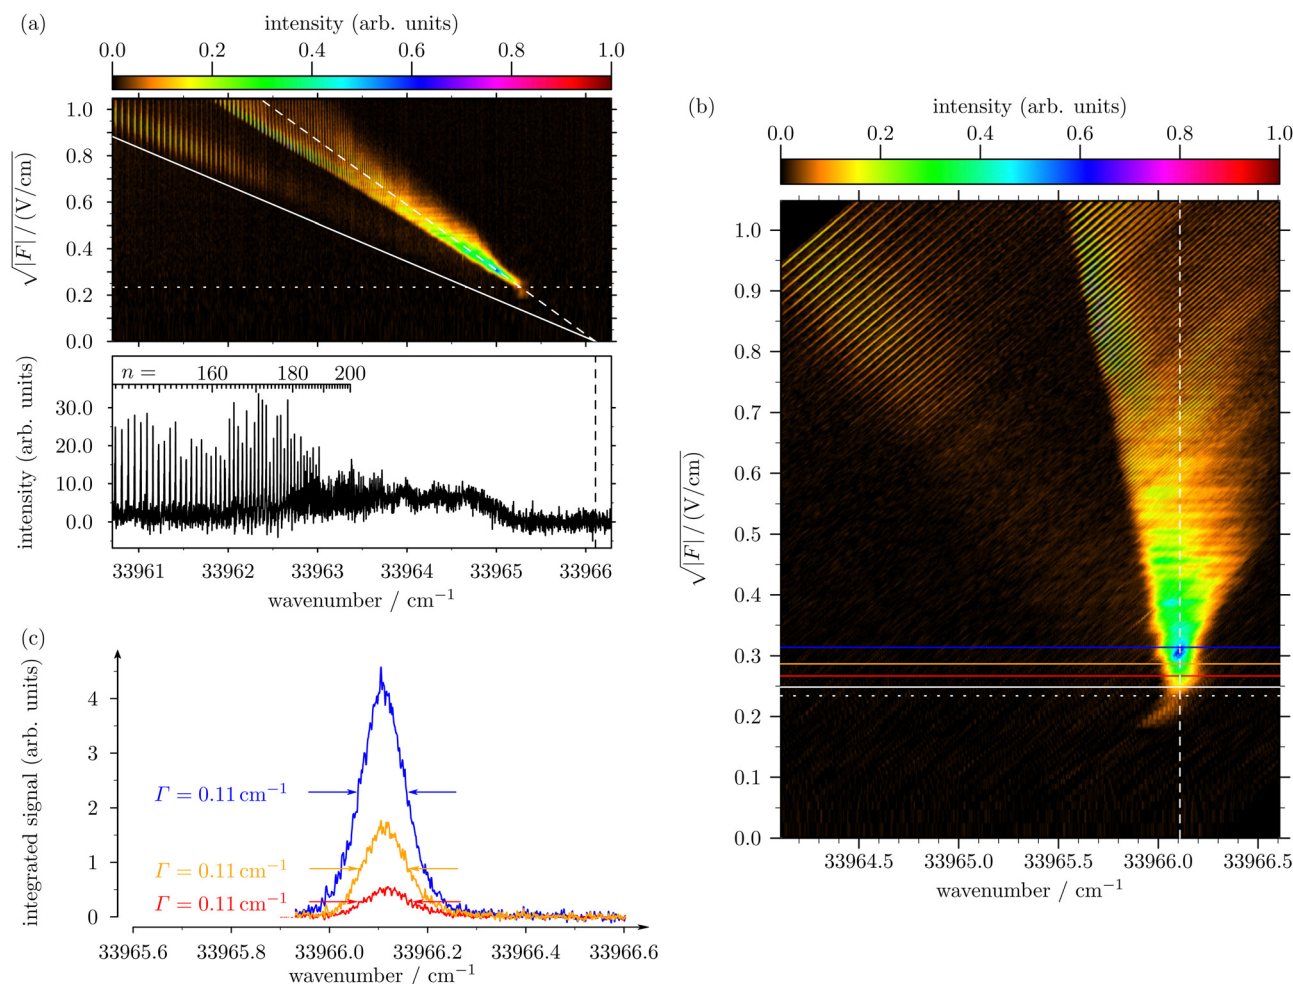 (a)
intensity (arb. units)
0.0 0.2 0.4 0.6 0.8 1.0
√|F| / (V/cm)
1.0
0.8
0.6
0.4
0.2
0.0
intensity (arb. units)
n = 160 180 200
30.0
20.0
10.0
0.0
33961 33962 33963 33964 33965 33966
wavenumber / cm⁻¹
(b)
intensity (arb. units)
0.0 0.2 0.4 0.6 0.8 1.0
√|F| / (V/cm)
1.0
0.9
0.8
0.7
0.6
0.5
0.4
0.3
0.2
0.1
0.0
33964.5 33965.0 33965.5 33966.0 33966.5
wavenumber / cm⁻¹
(c)
integrated signal (arb. units)
4
3
2
1
0
Γ = 0.11 cm⁻¹
Γ = 0.11 cm⁻¹
Γ = 0.11 cm⁻¹
33965.6 33965.8 33966.0 33966.2 33966.4 33966.6
wavenumber / cm⁻¹